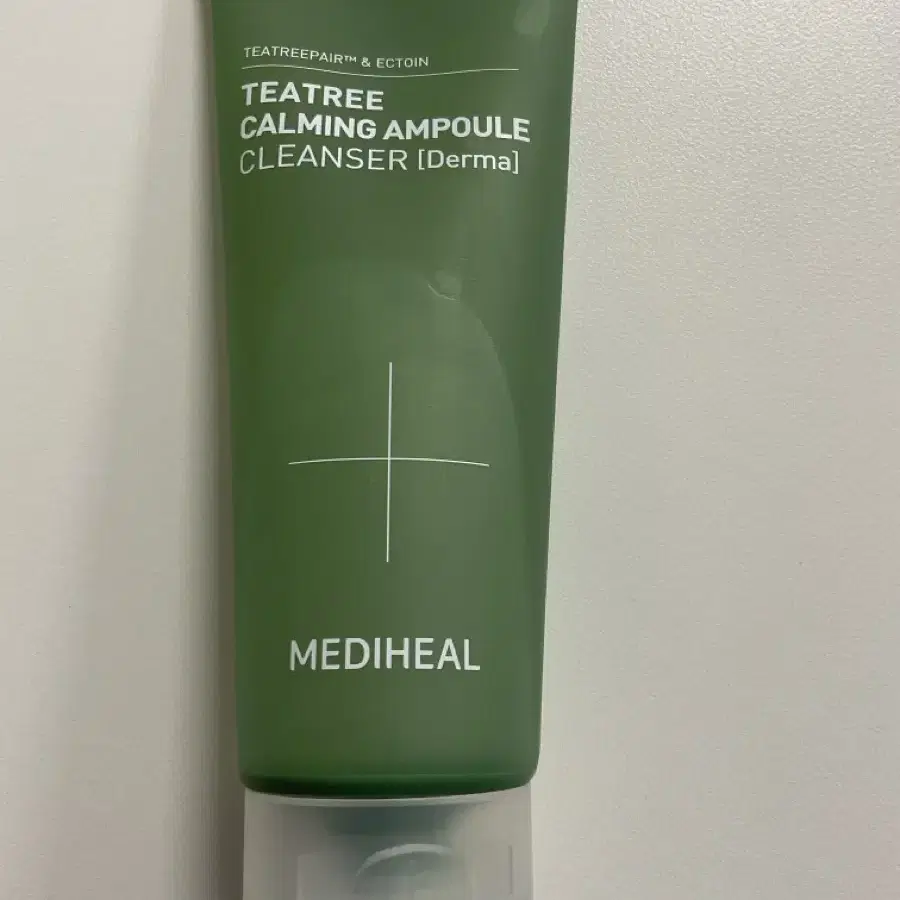 TEATREEPAIR™ & ECTOIN
TEATREE
CALMING AMPOULE
CLEANSER [Derma]
MEDIHEAL